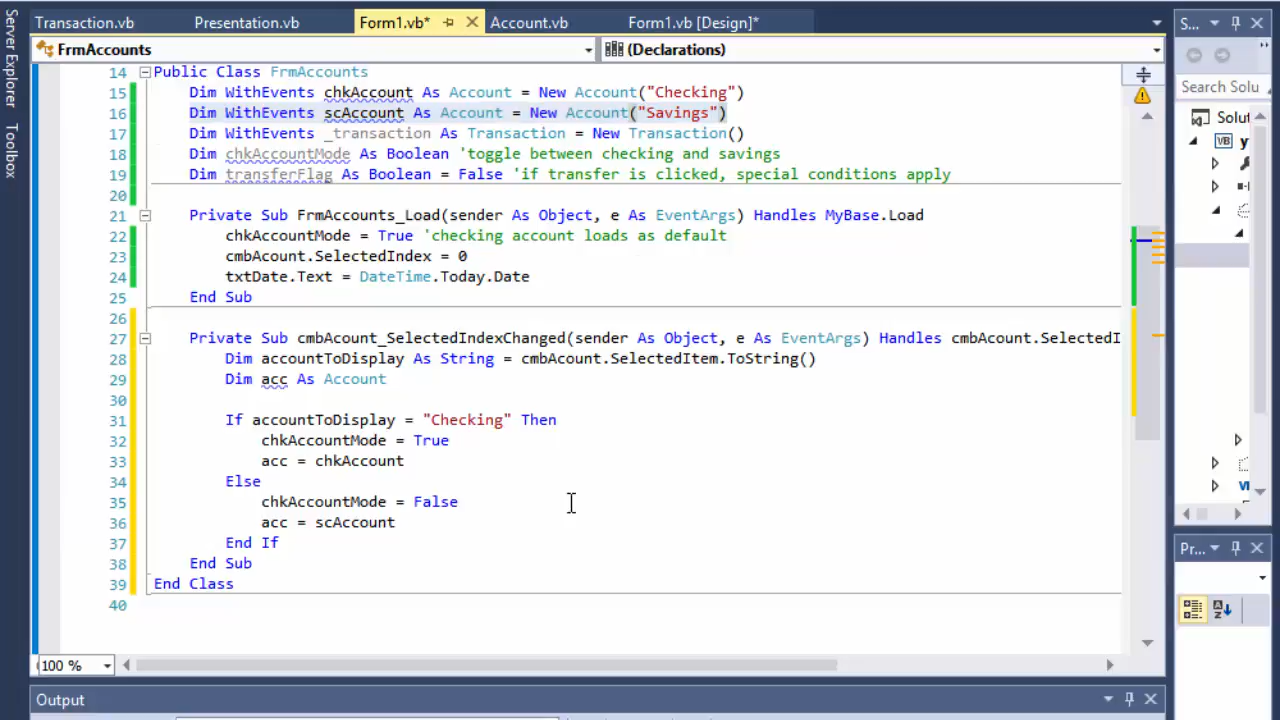 Server Explorer
Toolbox
Transaction.vb
Presentation.vb
Form1.vb*
Account.vb
Form1.vb [Design]*
S...
FrmAccounts
(Declarations)
Search Solu
Solut
VB y
14 Public Class FrmAccounts
15 Dim WithEvents chkAccount As Account = New Account("Checking")
16 Dim WithEvents scAccount As Account = New Account("Savings")
17 Dim WithEvents _transaction As Transaction = New Transaction()
18 Dim chkAccountMode As Boolean 'toggle between checking and savings
19 Dim transferFlag As Boolean = False 'if transfer is clicked, special conditions apply
20
21 Private Sub FrmAccounts_Load(sender As Object, e As EventArgs) Handles MyBase.Load
22 chkAccountMode = True 'checking account loads as default
23 cmbAcount.SelectedIndex = 0
24 txtDate.Text = DateTime.Today.Date
25 End Sub
26
27 Private Sub cmbAcount_SelectedIndexChanged(sender As Object, e As EventArgs) Handles cmbAcount.SelectedI
28 Dim accountToDisplay As String = cmbAcount.SelectedItem.ToString()
29 Dim acc As Account
30
31 If accountToDisplay = "Checking" Then
32 chkAccountMode = True
33 acc = chkAccount
34 Else
35 chkAccountMode = False
36 acc = scAccount
37 End If
38 End Sub
39 End Class
40
100 %
Pr...
Output